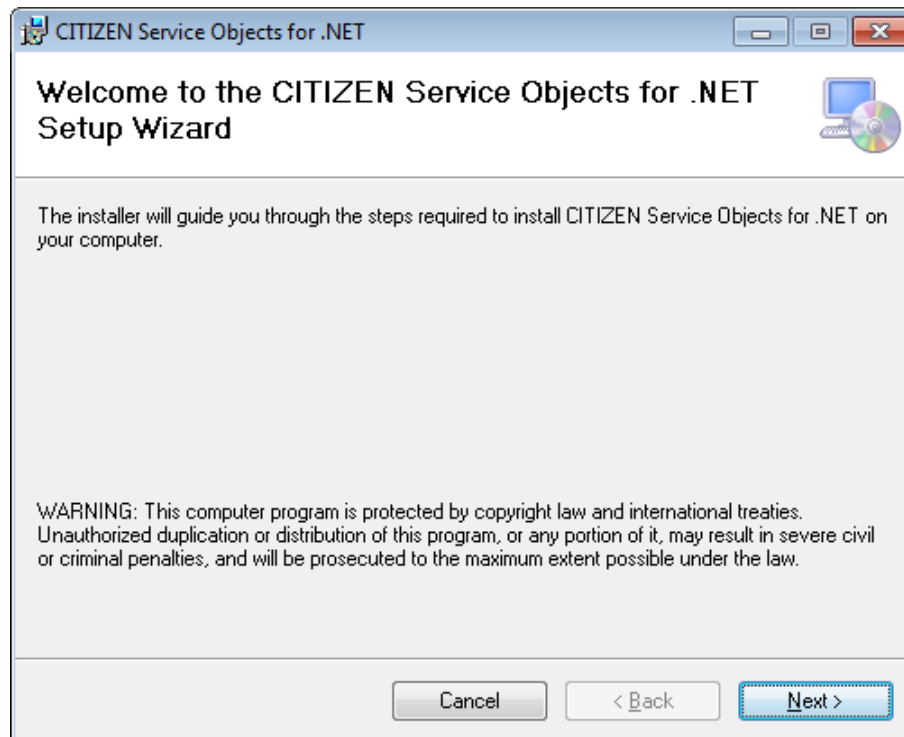 CITIZEN Service Objects for .NET
Welcome to the CITIZEN Service Objects for .NET
Setup Wizard
The installer will guide you through the steps required to install CITIZEN Service Objects for .NET on
your computer.
WARNING: This computer program is protected by copyright law and international treaties.
Unauthorized duplication or distribution of this program, or any portion of it, may result in severe civil
or criminal penalties, and will be prosecuted to the maximum extent possible under the law.
Cancel < Back Next >